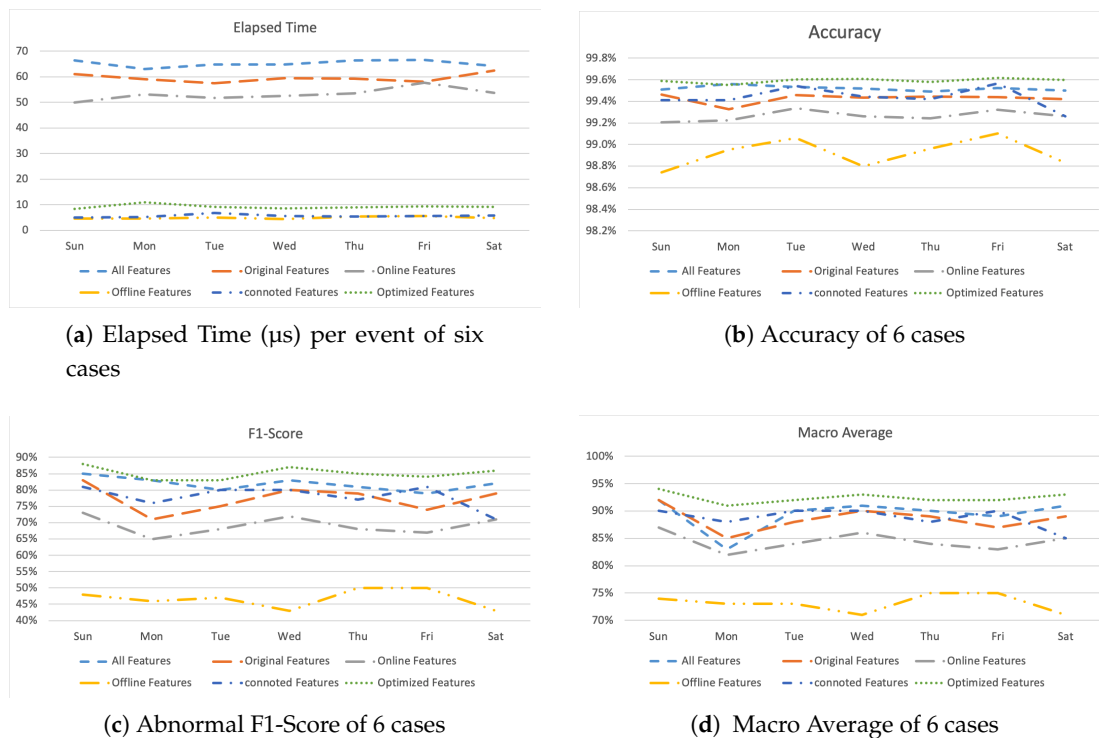 Elapsed Time
70
60
50
40
30
20
10
0
Sun Mon Tue Wed Thu Fri Sat
All Features Original Features Online Features
Offline Features connoted Features Optimized Features
(a) Elapsed Time (µs) per event of six
cases
Accuracy
99.8%
99.6%
99.4%
99.2%
99.0%
98.8%
98.6%
98.4%
98.2%
Sun Mon Tue Wed Thu Fri Sat
All Features Original Features Online Features
Offline Features connoted Features Optimized Features
(b) Accuracy of 6 cases
F1-Score
90%
85%
80%
75%
70%
65%
60%
55%
50%
45%
40%
Sun Mon Tue Wed Thu Fri Sat
All Features Original Features Online Features
Offline Features connoted Features Optimized Features
(c) Abnormal F1-Score of 6 cases
Macro Average
100%
95%
90%
85%
80%
75%
70%
Sun Mon Tue Wed Thu Fri Sat
All Features Original Features Online Features
Offline Features connoted Features Optimized Features
(d) Macro Average of 6 cases